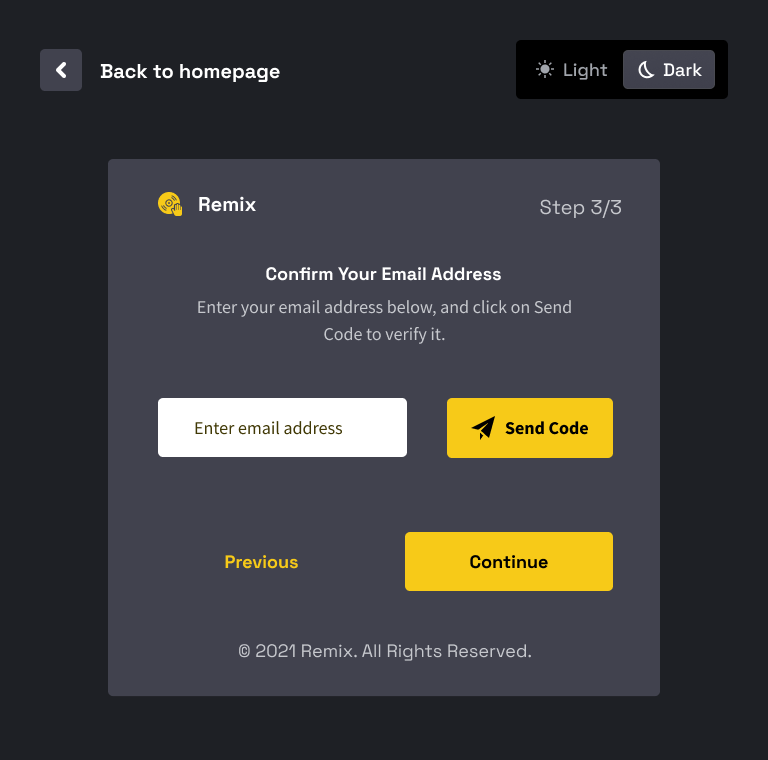 Back to homepage
Light
Dark
Remix
Step 3/3
Confirm Your Email Address
Enter your email address below, and click on Send
Code to verify it.
Enter email address
Send Code
Previous
Continue
© 2021 Remix. All Rights Reserved.